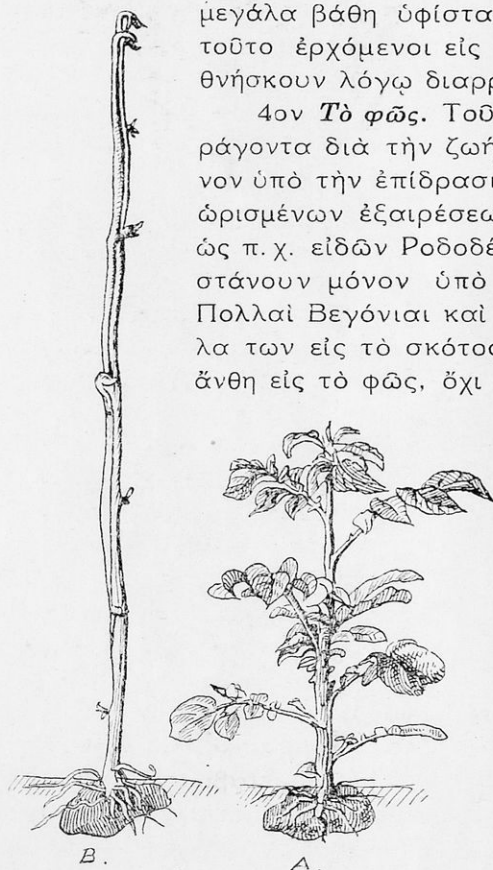 μεγάλα βάθη ὑφίστα
τοῦτο ἐρχόμενοι εἰς
θνήσκουν λόγῳ διαρρ
4ον Τὸ φῶς. Τοῦ
ράγοντα διὰ τὴν ζωή
νον ὑπὸ τὴν ἐπίδρασι
ὡρισμένων ἐξαιρέσεω
ὡς π. χ. εἰδῶν Ροδοδέ
στάνουν μόνον ὑπὸ
Πολλαὶ Βεγόνιαι καὶ
λα των εἰς τὸ σκότος
ἄνθη εἰς τὸ φῶς, ὄχι
B.
A.